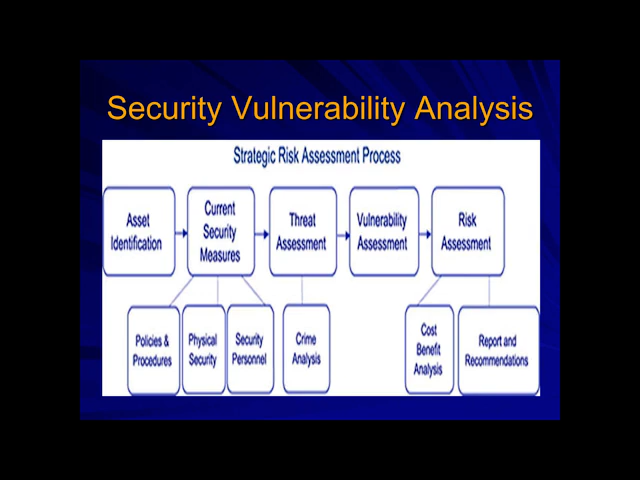 Security Vulnerability Analysis
Strategic Risk Assessment Process
Asset
Identification
Current
Security
Measures
Threat
Assessment
Vulnerability
Assessment
Risk
Assessment
Policies &
Procedures
Physical
Security
Security
Personnel
Crime
Analysis
Cost
Benefit
Analysis
Report and
Recommendations